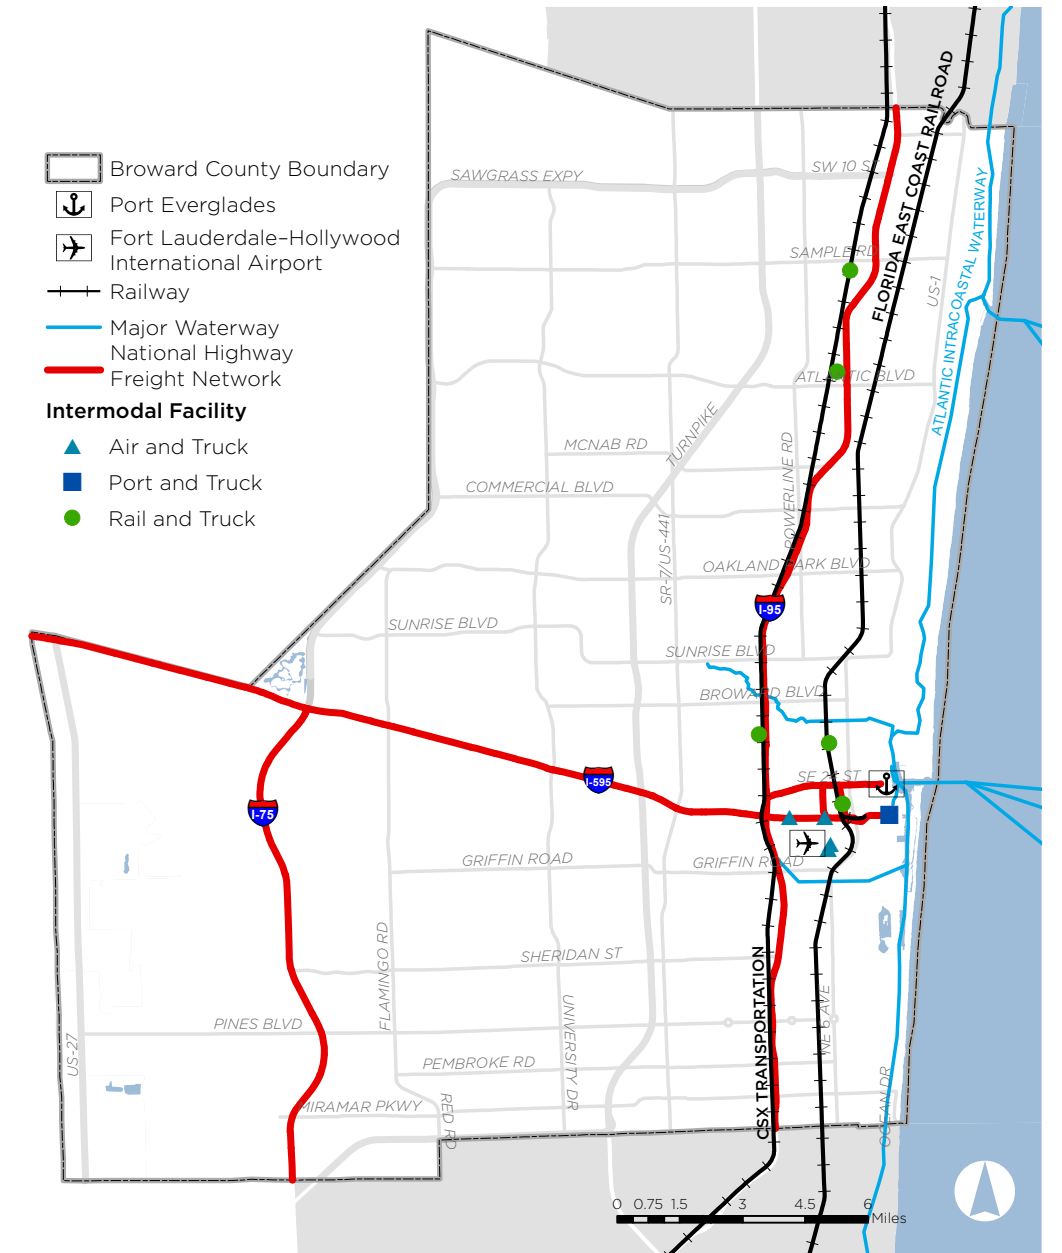 Broward County Boundary
Port Everglades
Fort Lauderdale–Hollywood
International Airport
Railway
Major Waterway
National Highway
Freight Network
Intermodal Facility
Air and Truck
Port and Truck
Rail and Truck
FLORIDA EAST COAST RAILROAD
SAWGRASS EXPY
SW 10 ST
SAMPLE RD
US-1
ATLANTIC INTRACOASTAL WATERWAY
ATLANTIC BLVD
TURNPIKE
MCNAB RD
POWERLINE RD
COMMERCIAL BLVD
SR-7/US-441
OAKLAND PARK BLVD
I-95
SUNRISE BLVD
SUNRISE BLVD
BROWARD BLVD
SE 24 ST
I-595
I-75
GRIFFIN ROAD
GRIFFIN ROAD
FLAMINGO RD
SHERIDAN ST
CSX TRANSPORTATION
UNIVERSITY DR
NE 6 AVE
PINES BLVD
US-27
PEMBROKE RD
OCEAN DR
MIRAMAR PKWY
RED RD
0 0.75 1.5 3 4.5 6
Miles